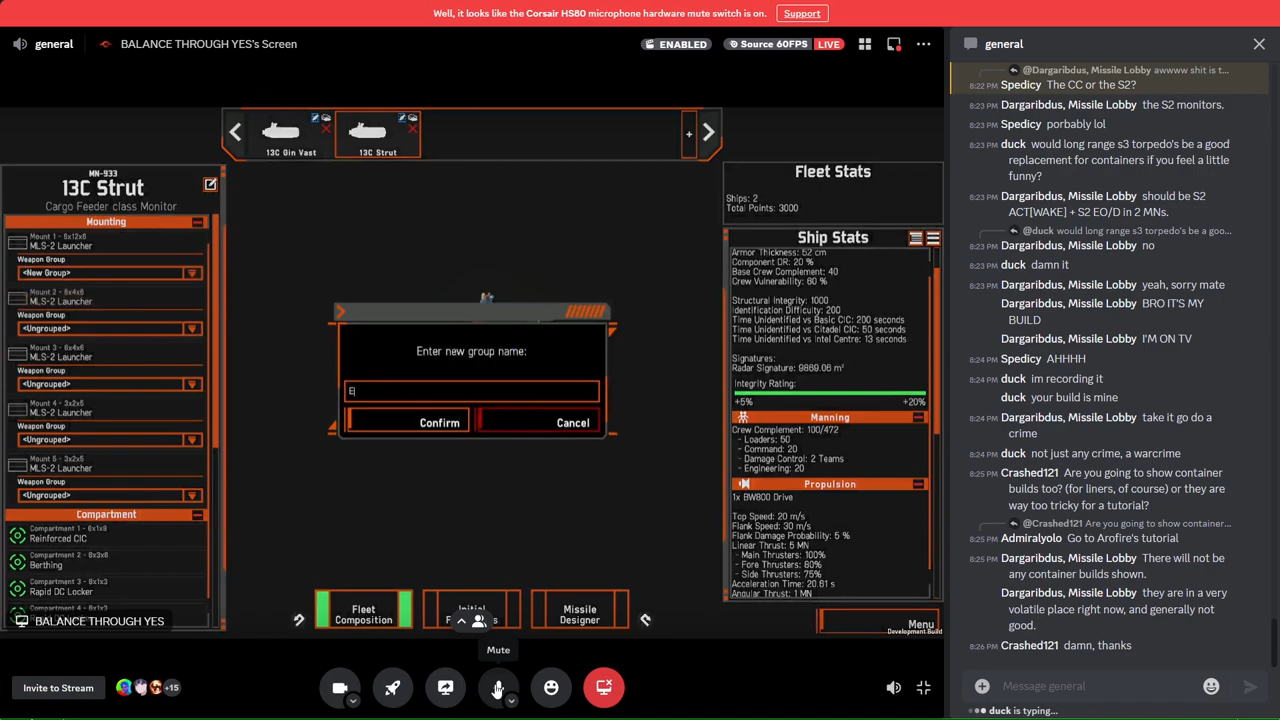 Well, it looks like the Corsair HS80 microphone hardware mute switch is on. Support
general
BALANCE THROUGH YES's Screen
ENABLED
Source 60FPS LIVE
13C Gin Vast
13C Strut
+
MN-933
13C Strut
Cargo Feeder class Monitor
Mounting
Mount 1 - 6x12x6
MLS-2 Launcher
Weapon Group
<New Group>
Mount 2 - 6x4x6
MLS-2 Launcher
Weapon Group
<Ungrouped>
Mount 3 - 6x4x6
MLS-2 Launcher
Weapon Group
<Ungrouped>
Mount 4 - 3x2x5
MLS-2 Launcher
Weapon Group
<Ungrouped>
Mount 5 - 3x2x5
MLS-2 Launcher
Weapon Group
<Ungrouped>
Compartment
Compartment 1 - 6x1x8
Reinforced CIC
Compartment 2 - 6x3x6
Berthing
Compartment 3 - 6x1x3
Rapid DC Locker
BALANCE THROUGH YES
Enter new group name:
E
Confirm
Cancel
Fleet Stats
Ships: 2
Total Points: 3000
Ship Stats
Armor Thickness: 52 cm
Component DR: 20 %
Base Crew Complement: 40
Crew Vulnerability: 60 %
Structural Integrity: 1000
Identification Difficulty: 200
Time Unidentified vs Basic CIC: 200 seconds
Time Unidentified vs Citadel CIC: 50 seconds
Time Unidentified vs Intel Centre: 13 seconds
Signatures:
Radar Signature: 9869.06 m²
Integrity Rating:
+5% +20%
Manning
Crew Complement: 100/472
- Loaders: 50
- Command: 20
- Damage Control: 2 Teams
- Engineering: 20
Propulsion
1x BW800 Drive
Top Speed: 20 m/s
Flank Speed: 30 m/s
Flank Damage Probability: 5 %
Linear Thrust: 5 MN
- Main Thrusters: 100%
- Fore Thrusters: 80%
- Side Thrusters: 75%
Acceleration Time: 20.61 s
Angular Thrust: 1 MN
Fleet Composition
Missile Designer
Menu
Development Build
Mute
Invite to Stream
+15
general
@Dargaribdus, Missile Lobby awwww shit is t...
8:22 PM Spedicy The CC or the S2?
8:23 PM Dargaribdus, Missile Lobby the S2 monitors.
8:23 PM Spedicy porbably lol
8:23 PM duck would long range s3 torpedo's be a good
replacement for containers if you feel a little
funny?
8:23 PM Dargaribdus, Missile Lobby should be S2
ACT[WAKE] + S2 EO/D in 2 MNs.
@duck would long range s3 torpedo's be a goo...
8:23 PM Dargaribdus, Missile Lobby no
8:23 PM duck damn it
Dargaribdus, Missile Lobby yeah, sorry mate
Dargaribdus, Missile Lobby BRO IT'S MY
BUILD
Dargaribdus, Missile Lobby I'M ON TV
8:24 PM Spedicy AHHHH
8:24 PM duck im recording it
8:24 PM duck your build is mine
8:24 PM Dargaribdus, Missile Lobby take it go do a
crime
8:24 PM duck not just any crime, a warcrime
8:25 PM Crashed121 Are you going to show container
builds too? (for liners, of course) or they are
way too tricky for a tutorial?
@Crashed121 Are you going to show container...
8:25 PM Admiralyolo Go to Arofire's tutorial
8:25 PM Dargaribdus, Missile Lobby There will not be
any container builds shown.
Dargaribdus, Missile Lobby they are in a very
volatile place right now, and generally not
good.
8:26 PM Crashed121 damn, thanks
Message general
duck is typing...